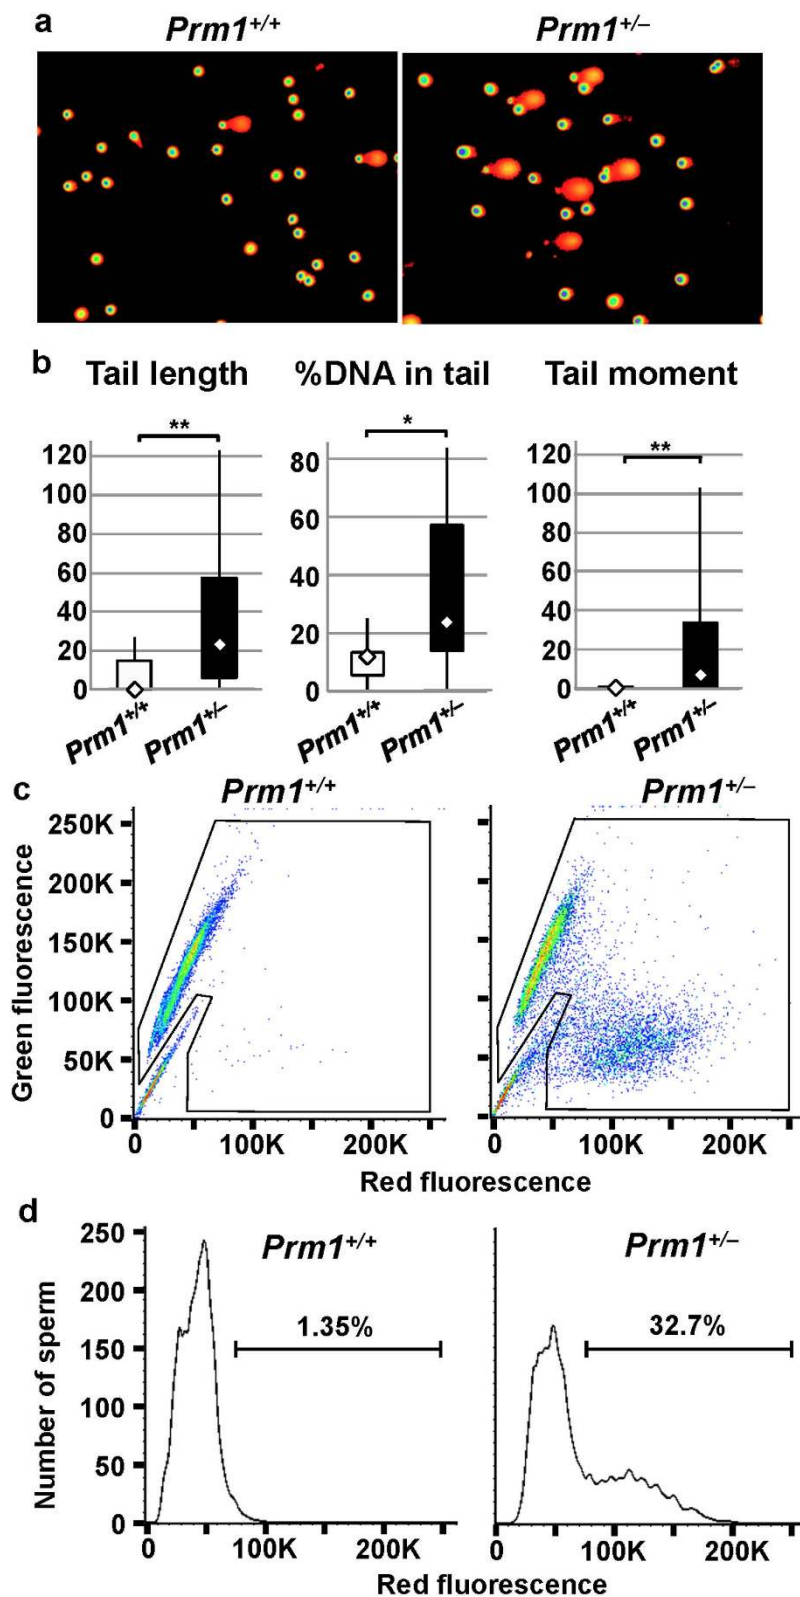 a
Prm1+/+ Prm1+/–
b Tail length %DNA in tail Tail moment
** * **
120 80 120
100 60 100
80 40 80
60 20 60
40 0 40
20 20
0 0
Prm1+/+ Prm1+/– Prm1+/+ Prm1+/– Prm1+/+ Prm1+/–
c Prm1+/+ Prm1+/–
Green fluorescence
250K
200K
150K
100K
50K
0
0 100K 200K 0 100K 200K
Red fluorescence
d
Prm1+/+ Prm1+/–
Number of sperm
250
200
150
100
50
0
1.35% 32.7%
0 100K 200K 0 100K 200K
Red fluorescence